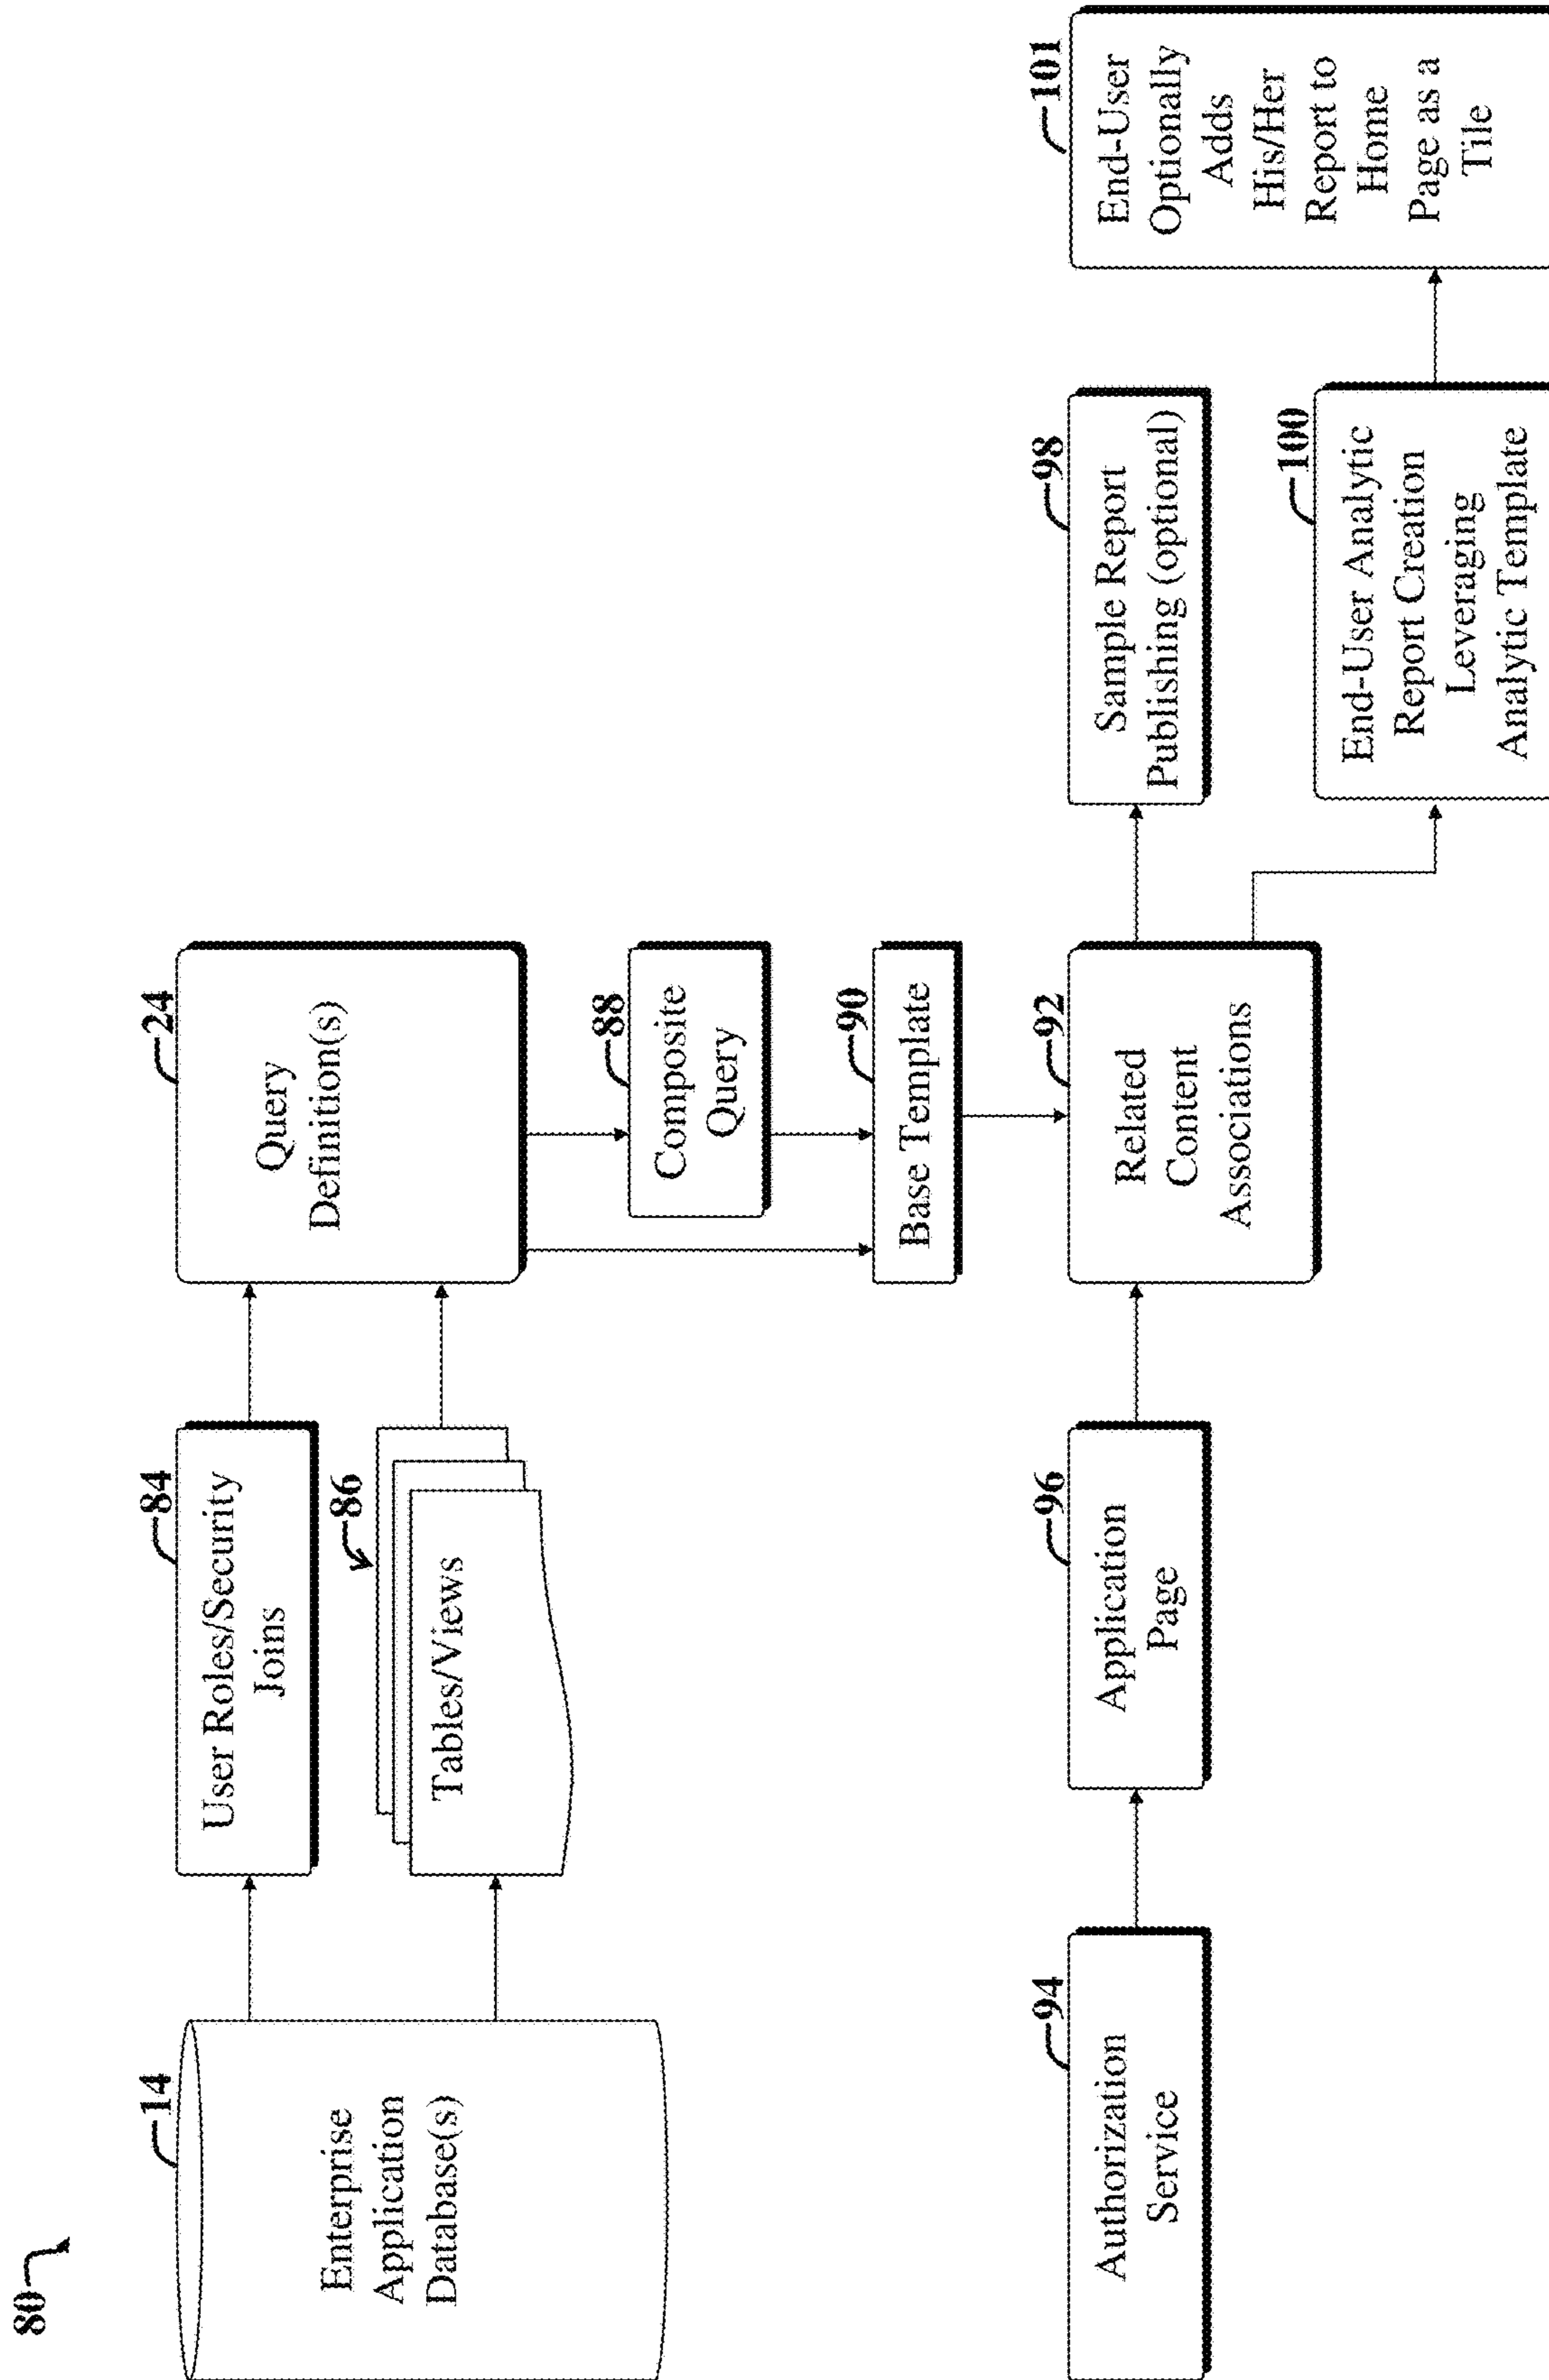 80
14
Enterprise
Application
Database(s)
84
User Roles/Security
Joins
86
Tables/Views
24
Query
Definition(s)
88
Composite
Query
90
Base Template
94
Authorization
Service
96
Application
Page
92
Related
Content
Associations
98
Sample Report
Publishing (optional)
100
End-User Analytic
Report Creation
Leveraging
Analytic Template
101
End-User
Optionally
Adds
His/Her
Report to
Home
Page as a
Tile